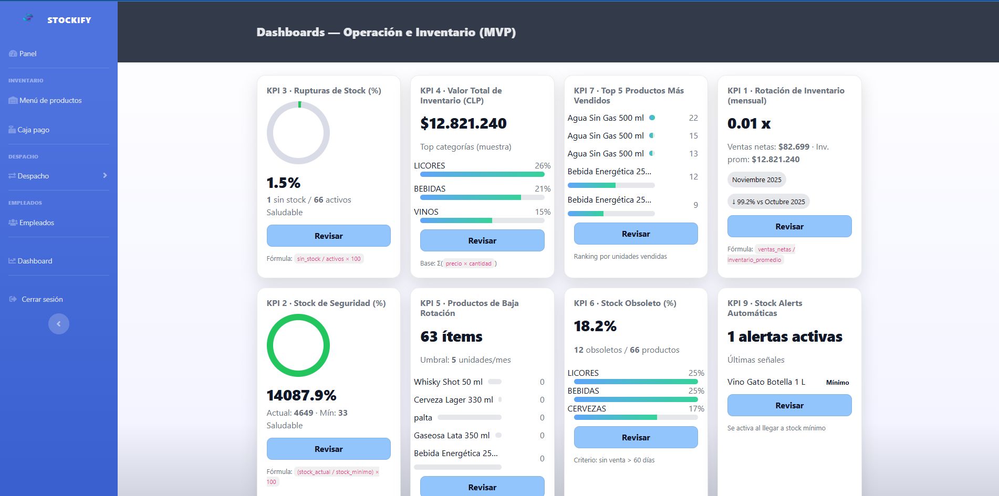 STOCKIFY
Panel
INVENTARIO
Menú de productos
Caja pago
DESPACHO
Despacho
EMPLEADOS
Empleados
Dashboard
Cerrar sesión
Dashboards — Operación e Inventario (MVP)
KPI 3 · Rupturas de Stock (%)
1.5%
1 sin stock / 66 activos
Saludable
Revisar
Fórmula: sin_stock / activos × 100
KPI 4 · Valor Total de
Inventario (CLP)
$12.821.240
Top categorías (muestra)
LICORES 26%
BEBIDAS 21%
VINOS 15%
Revisar
Base: Σ( precio × cantidad )
KPI 7 · Top 5 Productos Más
Vendidos
Agua Sin Gas 500 ml 22
Agua Sin Gas 500 ml 15
Agua Sin Gas 500 ml 13
Bebida Energética 25... 12
Bebida Energética 25... 9
Revisar
Ranking por unidades vendidas
KPI 1 · Rotación de Inventario
(mensual)
0.01 x
Ventas netas: $82.699 · Inv.
prom: $12.821.240
Noviembre 2025
↓ 99.2% vs Octubre 2025
Revisar
Fórmula: ventas_netas /
inventario_promedio
KPI 2 · Stock de Seguridad (%)
14087.9%
Actual: 4649 · Mín: 33
Saludable
Revisar
Fórmula: (stock_actual / stock_minimo) ×
100
KPI 5 · Productos de Baja
Rotación
63 ítems
Umbral: 5 unidades/mes
Whisky Shot 50 ml 0
Cerveza Lager 330 ml 0
palta 0
Gaseosa Lata 350 ml 0
Bebida Energética 25... 0
Revisar
KPI 6 · Stock Obsoleto (%)
18.2%
12 obsoletos / 66 productos
LICORES 25%
BEBIDAS 25%
CERVEZAS 17%
Revisar
Criterio: sin venta > 60 días
KPI 9 · Stock Alerts
Automáticas
1 alertas activas
Últimas señales
Vino Gato Botella 1 L Mínimo
Revisar
Se activa al llegar a stock mínimo